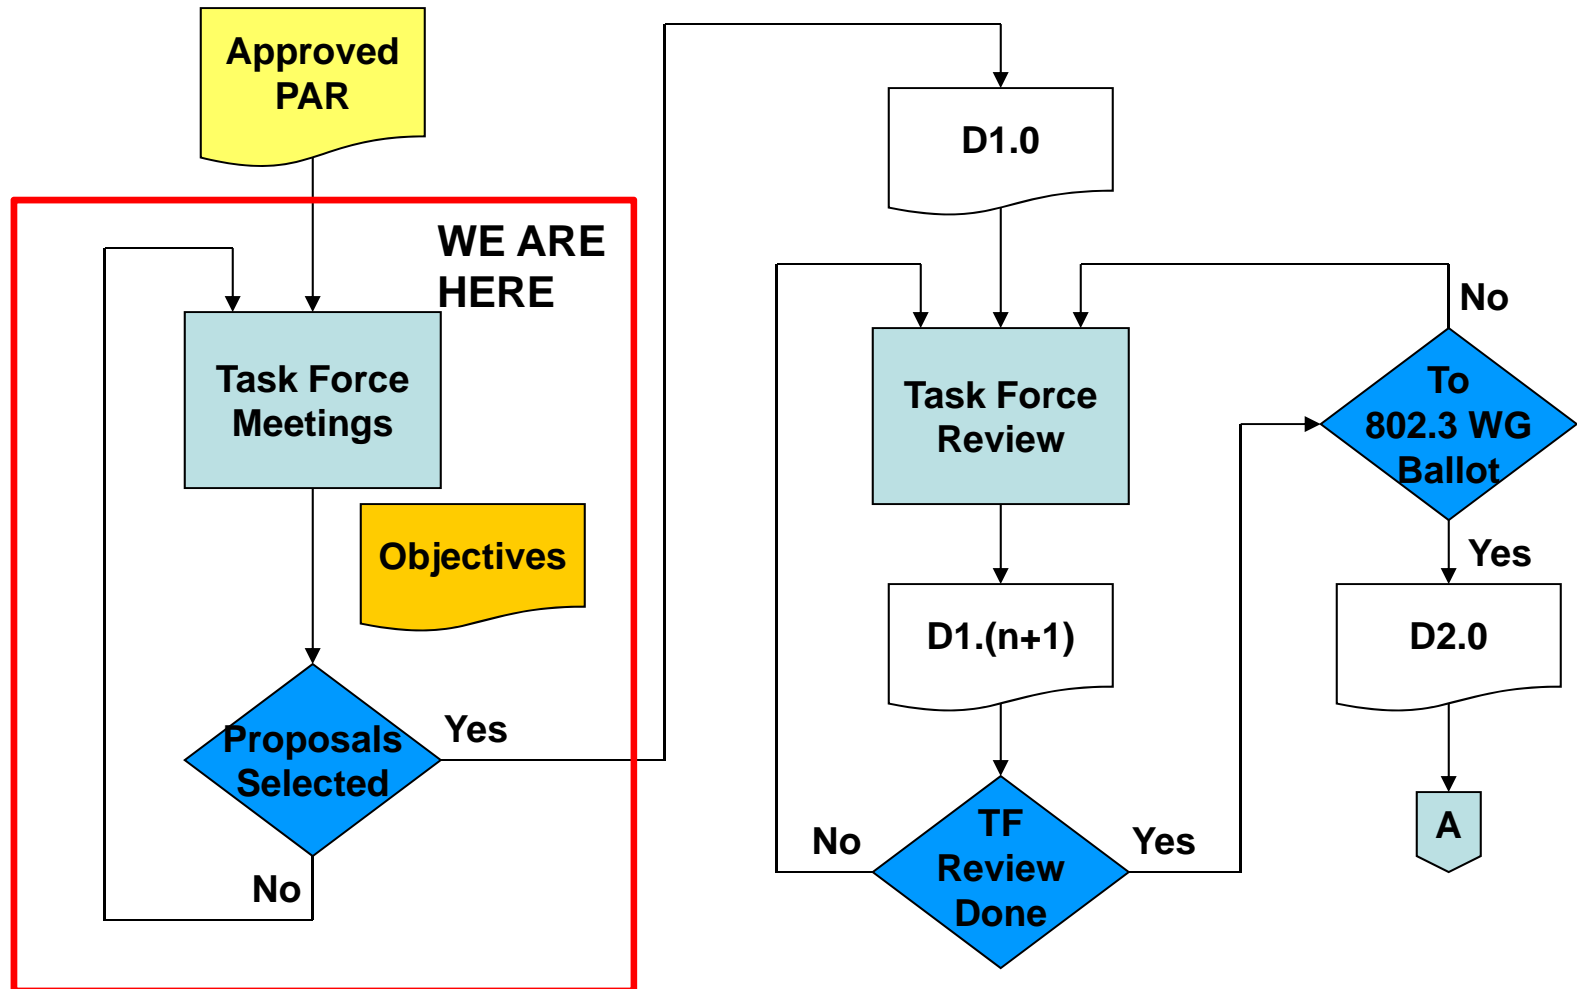 Approved
PAR
WE ARE
HERE
Task Force
Meetings
Objectives
Proposals
Selected
Yes
No
D1.0
Task Force
Review
D1.(n+1)
TF
Review
Done
No
Yes
To
802.3 WG
Ballot
No
Yes
D2.0
A